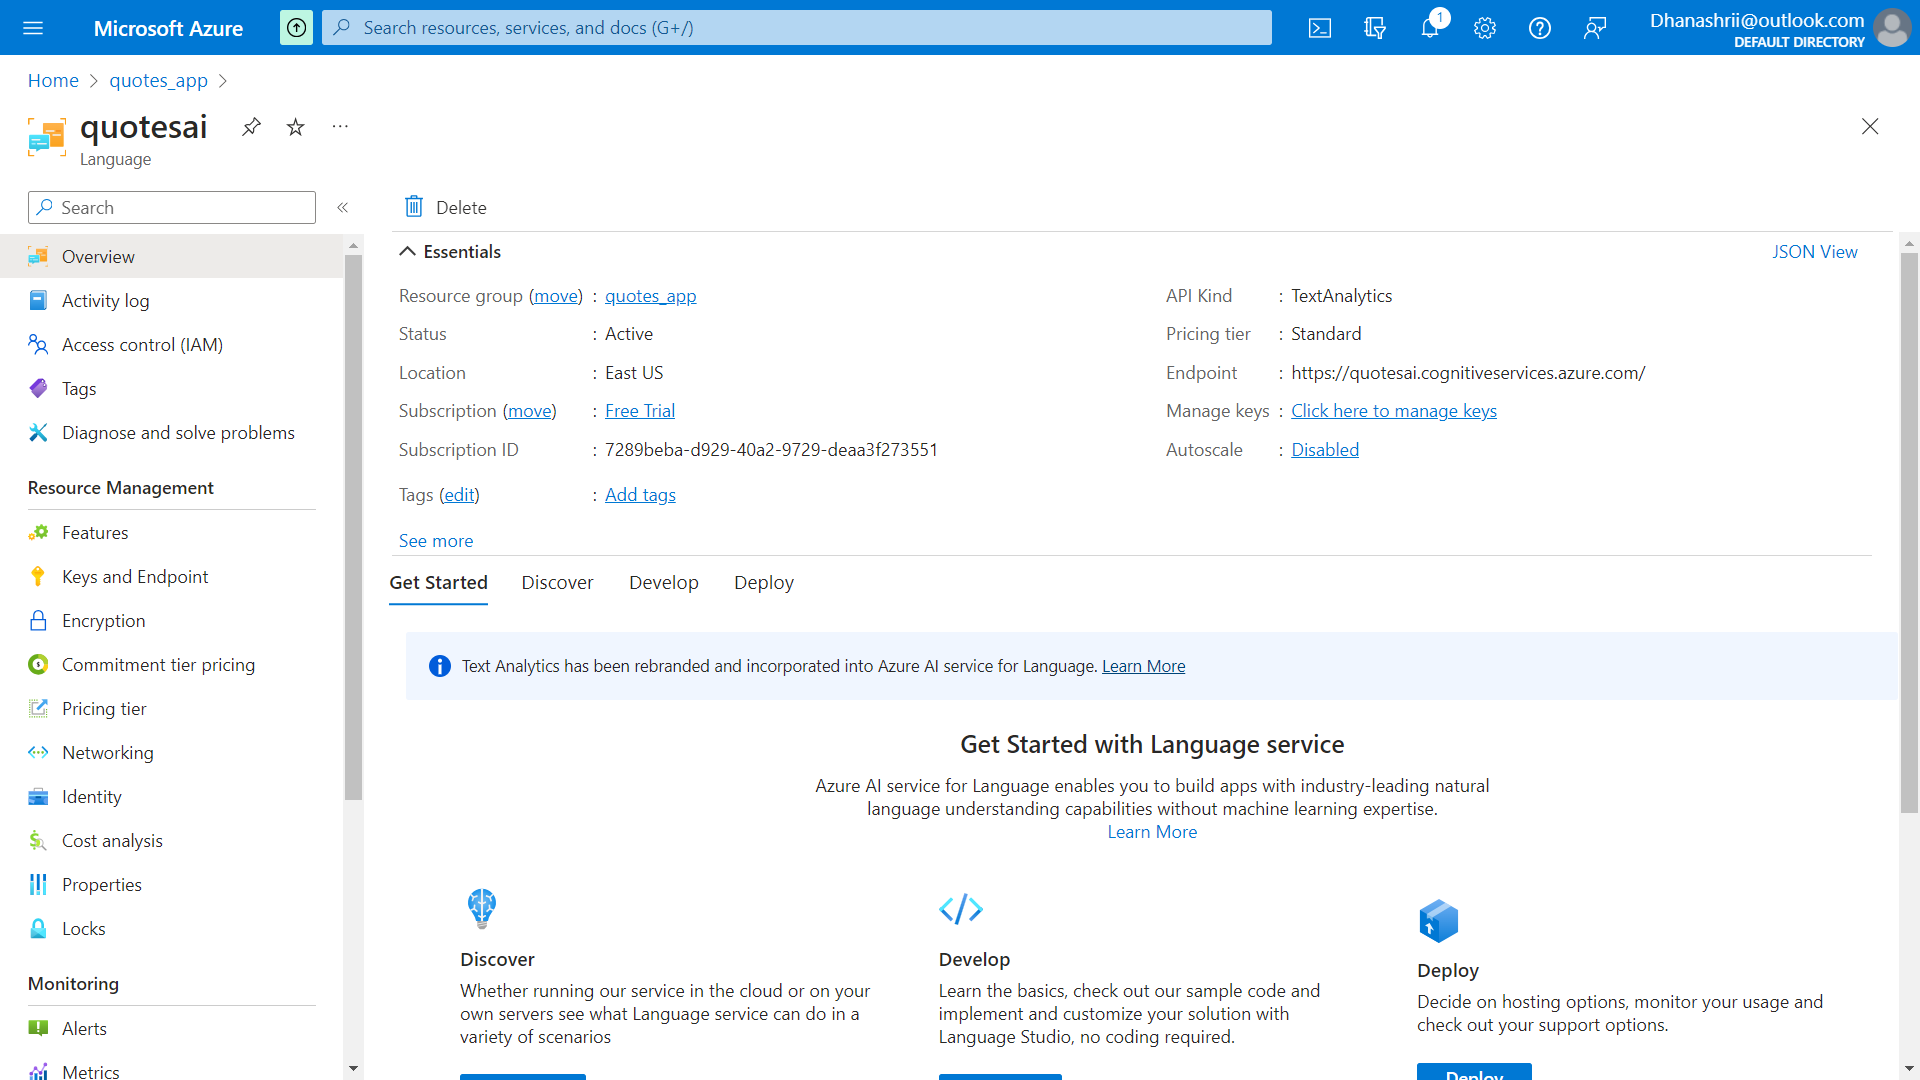 Microsoft Azure
Search resources, services, and docs (G+/)
1
Dhanashrii@outlook.com
DEFAULT DIRECTORY
Home > quotes_app >
quotesai
Language
Search
Delete
Overview
Activity log
Access control (IAM)
Tags
Diagnose and solve problems
Resource Management
Features
Keys and Endpoint
Encryption
Commitment tier pricing
Pricing tier
Networking
Identity
Cost analysis
Properties
Locks
Monitoring
Alerts
Metrics
Essentials
JSON View
Resource group (move) : quotes_app
Status : Active
Location : East US
Subscription (move) : Free Trial
Subscription ID : 7289beba-d929-40a2-9729-deaa3f273551
Tags (edit) : Add tags
See more
API Kind : TextAnalytics
Pricing tier : Standard
Endpoint : https://quotesai.cognitiveservices.azure.com/
Manage keys : Click here to manage keys
Autoscale : Disabled
Get Started Discover Develop Deploy
Text Analytics has been rebranded and incorporated into Azure AI service for Language. Learn More
Get Started with Language service
Azure AI service for Language enables you to build apps with industry-leading natural
language understanding capabilities without machine learning expertise.
Learn More
Discover
Whether running our service in the cloud or on your
own servers see what Language service can do in a
variety of scenarios
Develop
Learn the basics, check out our sample code and
implement and customize your solution with
Language Studio, no coding required.
Deploy
Decide on hosting options, monitor your usage and
check out your support options.
Deploy